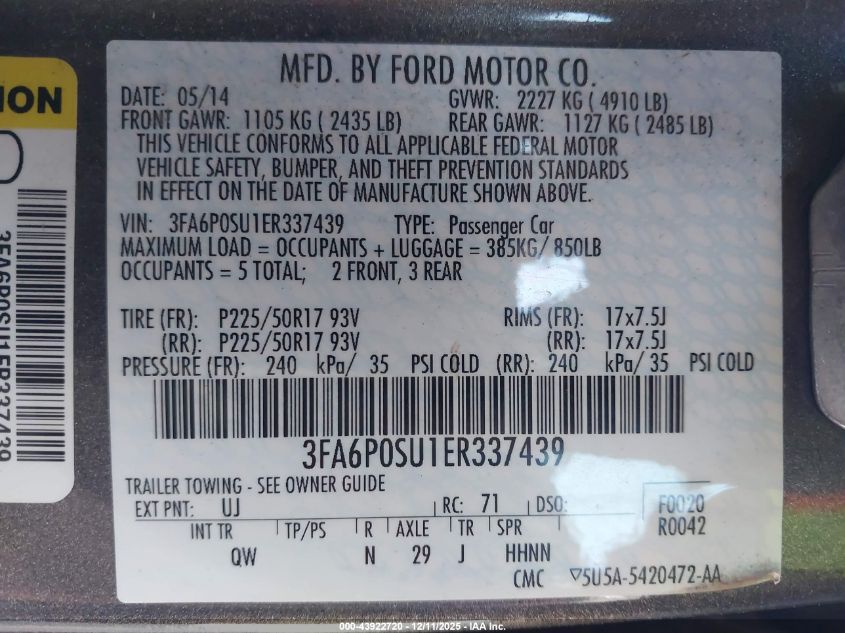 MFD. BY FORD MOTOR CO.
DATE: 05/14 GVWR: 2227 KG ( 4910 LB)
FRONT GAWR: 1105 KG ( 2435 LB) REAR GAWR: 1127 KG ( 2485 LB)
THIS VEHICLE CONFORMS TO ALL APPLICABLE FEDERAL MOTOR
VEHICLE SAFETY, BUMPER, AND THEFT PREVENTION STANDARDS
IN EFFECT ON THE DATE OF MANUFACTURE SHOWN ABOVE.
VIN: 3FA6P0SU1ER337439 TYPE: Passenger Car
MAXIMUM LOAD = OCCUPANTS + LUGGAGE = 385KG/ 850LB
OCCUPANTS = 5 TOTAL; 2 FRONT, 3 REAR
TIRE (FR): P225/50R17 93V RIMS (FR): 17x7.5J
(RR): P225/50R17 93V (RR): 17x7.5J
PRESSURE (FR): 240 kPa/ 35 PSI COLD (RR): 240 kPa/ 35 PSI COLD
3FA6P0SU1ER337439
TRAILER TOWING - SEE OWNER GUIDE
EXT PNT: UJ RC: 71 DSO: F0020
R0042
INT TR TP/PS R AXLE TR SPR
QW N 29 J HHNN
CMC ▽5U5A-5420472-AA
ION
3FA6P0SU1ER337439
000-43922720 - 12/11/2025 - IAA Inc.